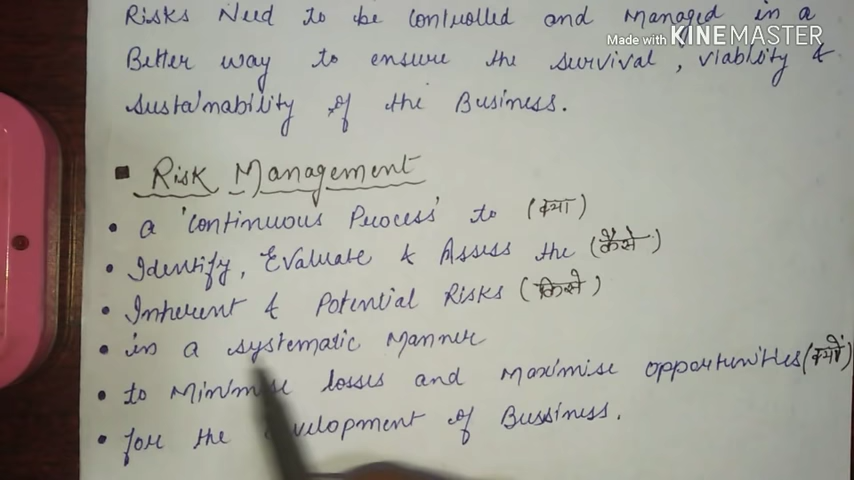 Risks Need to be controlled and managed in a
Made with KINEMASTER
Better way to ensure the survival, viablity &
sustainability of the Business.
Risk Management
a 'continuous Process' to (क्या)
Identify, Evaluate & Assess the (कैसे)
Inherent & Potential Risks (किसे)
in a systematic manner
to Minimise losses and Maximise opportunities (क्यों)
for the development of Bussiness.